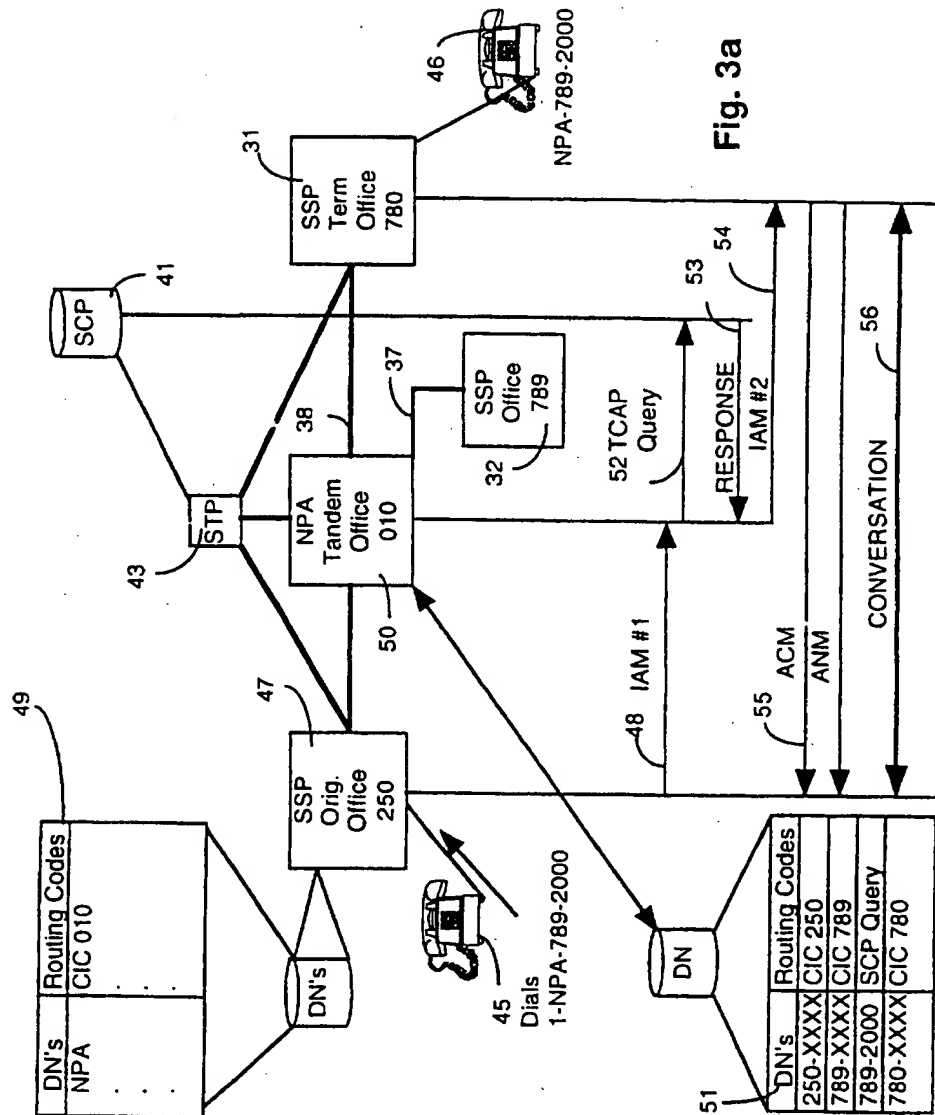 49
DN's Routing Codes
NPA CIC 010
. .
. .
. .
DN's
47
SSP
Orig.
Office
250
45
Dials
1-NPA-789-2000
43
STP
SCP
41
NPA
Tandem
Office
010
50
38
37
SSP
Office
789
32
31
SSP
Term
Office
780
46
NPA-789-2000
Fig. 3a
DN
51
DN's Routing Codes
250-XXXX CIC 250
789-XXXX CIC 789
789-2000 SCP Query
780-XXXX CIC 780
48
IAM #1
52 TCAP
Query
RESPONSE
53
IAM #2
54
55
ACM
ANM
CONVERSATION
56